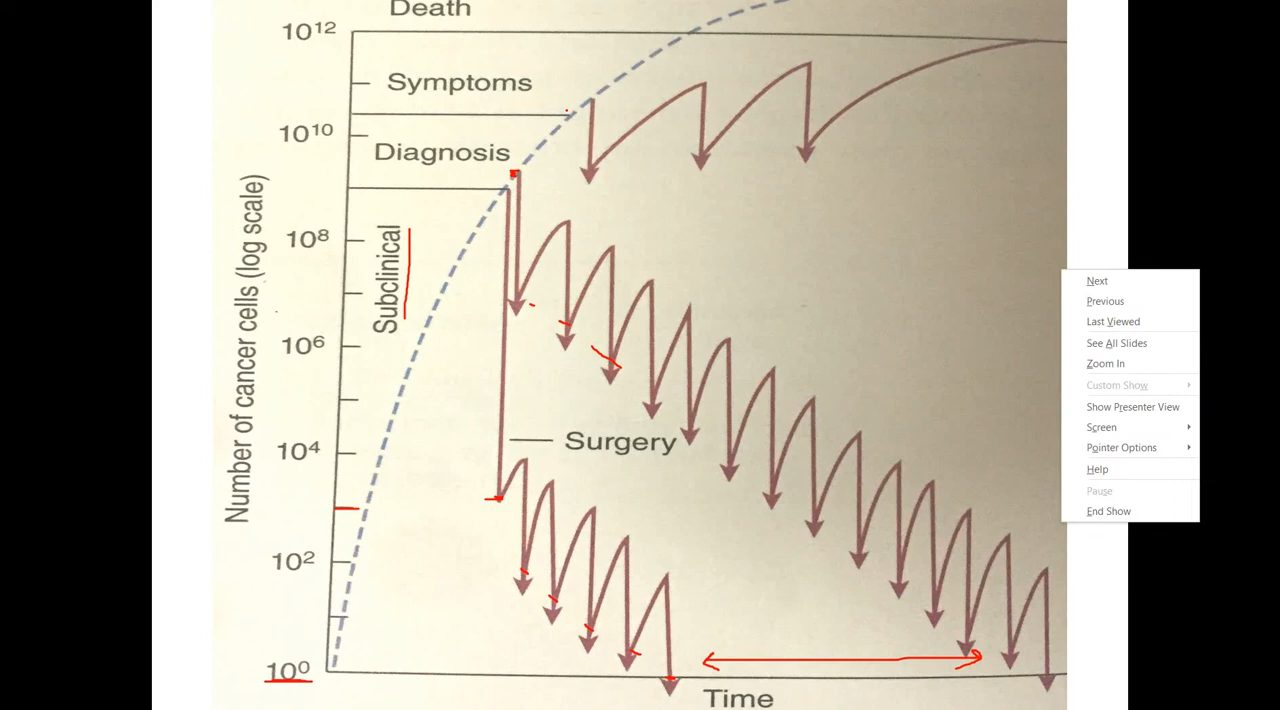 Death
10¹²
Symptoms
10¹⁰
Diagnosis
10⁸
Subclinical
10⁶
Number of cancer cells (log scale)
10⁴
Surgery
10²
10⁰
Time
Next
Previous
Last Viewed
See All Slides
Zoom In
Custom Show
Show Presenter View
Screen
Pointer Options
Help
Pause
End Show